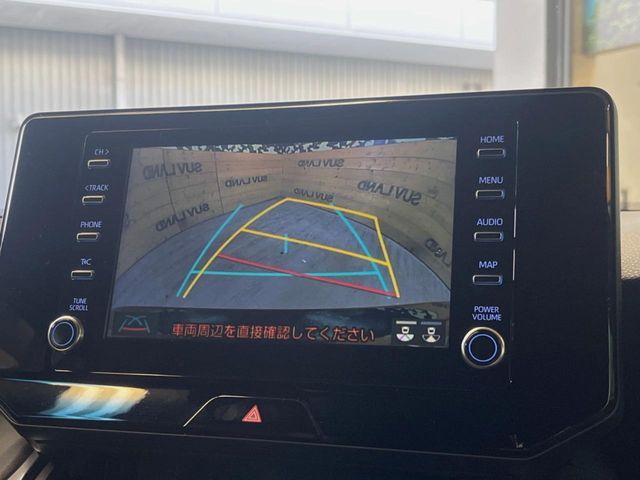 CH >
< TRACK
PHONE
T&C
TUNE
SCROLL
HOME
MENU
AUDIO
MAP
POWER
VOLUME
SUV LAND
SUV LAND
SUV LAND
SUV LAND
SUV LAND
SUV LAND
車両周辺を直接確認してください